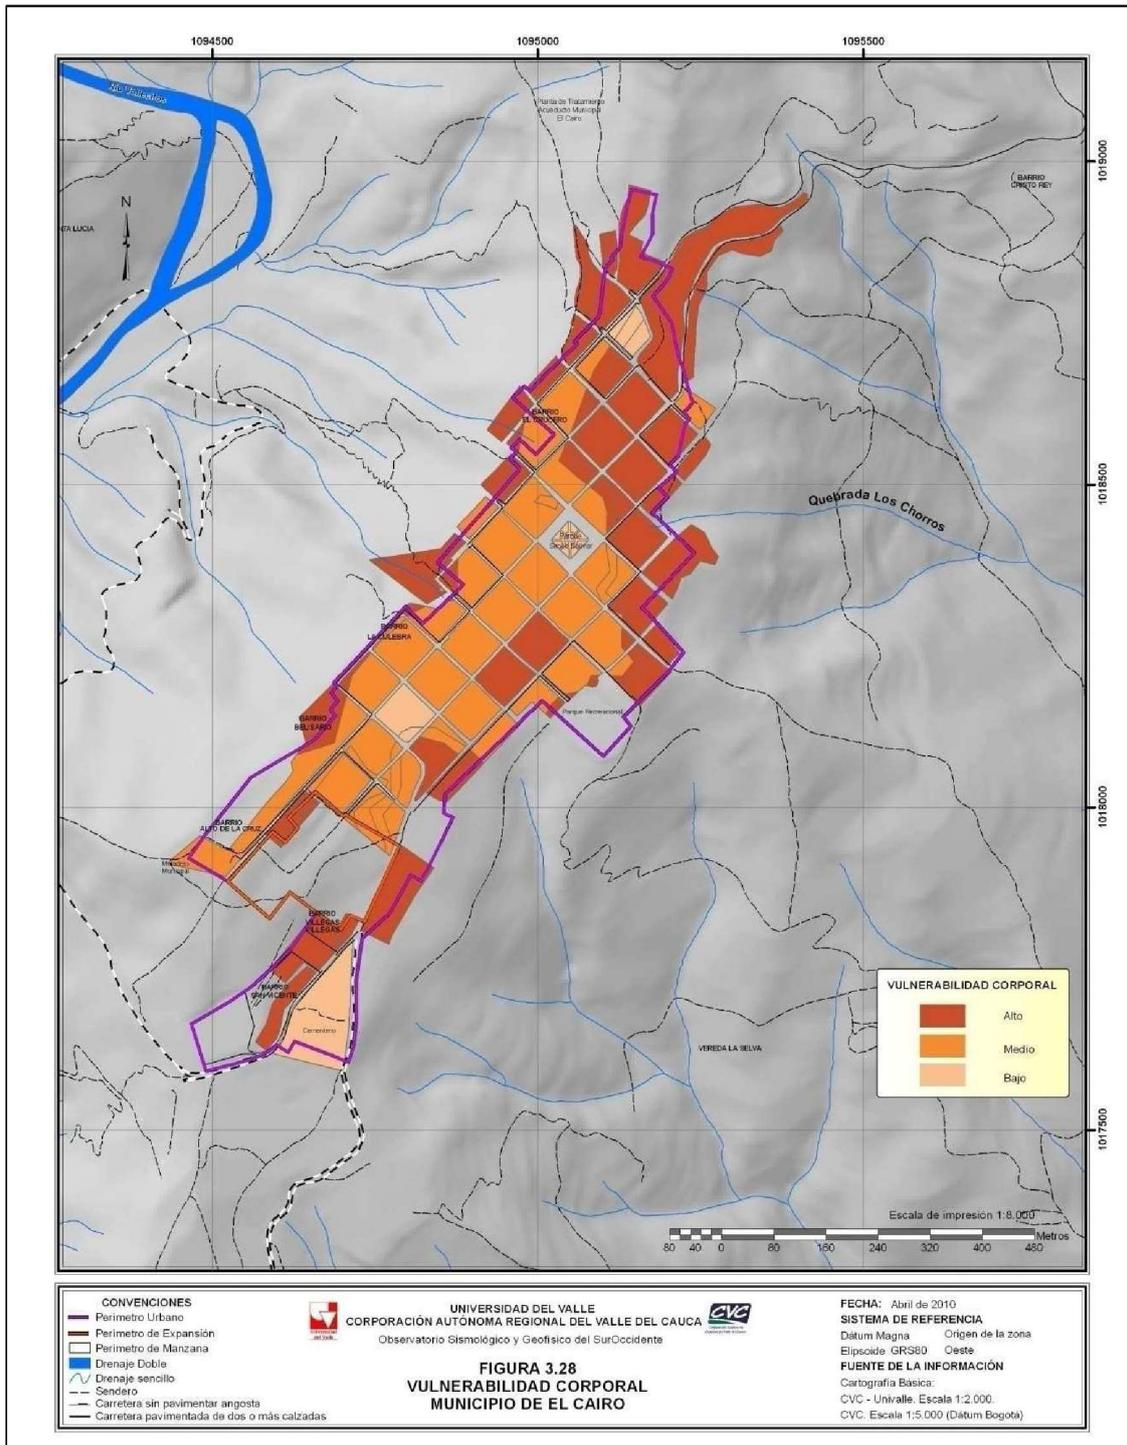 1094500
1095000
1095500
Planta de Tratamiento
Acueducto Municipal
El Cairo
1019000
BARRIO
CRISTO REY
N
BARRIO
EL CRUCERO
1018500
Quebrada Los Chorros
Parque
BARRIO
LA CULEBRA
Parque Recreacional
BARRIO
BELISARIO
1018000
BARRIO
ALTO DE LA CRUZ
Municipal
BARRIO
VILLEGAS
VILLEGAS
BARRIO
SAN VICENTE
Cementerio
VEREDA LA SELVA
VULNERABILIDAD CORPORAL
Alto
Medio
Bajo
1017500
Escala de impresión 1:8.000
Metros
80 40 0 80 160 240 320 400 480
CONVENCIONES
Perimetro Urbano
Perimetro de Expansión
Perimetro de Manzana
Drenaje Doble
Drenaje sencillo
Sendero
Carretera sin pavimentar angosta
Carretera pavimentada de dos o más calzadas
UNIVERSIDAD DEL VALLE
CORPORACIÓN AUTÓNOMA REGIONAL DEL VALLE DEL CAUCA
Observatorio Sismológico y Geofísico del SurOccidente
CVC
FIGURA 3.28
VULNERABILIDAD CORPORAL
MUNICIPIO DE EL CAIRO
FECHA: Abril de 2010
SISTEMA DE REFERENCIA
Dátum Magna Origen de la zona
Elipsoide GRS80 Oeste
FUENTE DE LA INFORMACIÓN
Cartografía Básica:
CVC - Univalle. Escala 1:2.000.
CVC. Escala 1:5.000 (Dátum Bogotá)